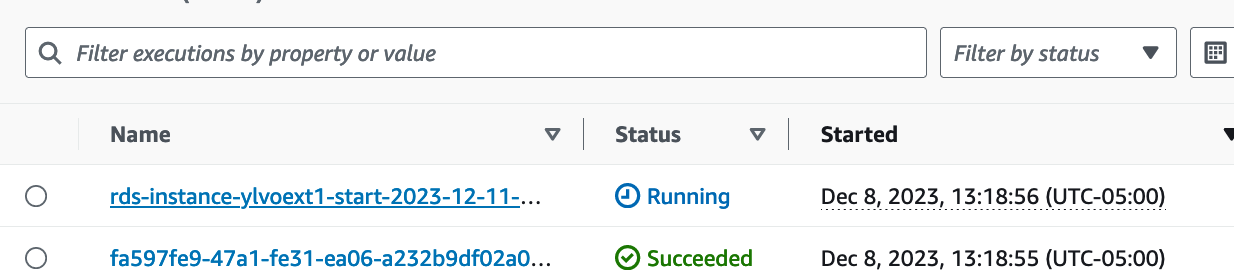 Filter executions by property or value
Filter by status
Name Status Started
rds-instance-ylvoext1-start-2023-12-11-... Running Dec 8, 2023, 13:18:56 (UTC-05:00)
fa597fe9-47a1-fe31-ea06-a232b9df02a0... Succeeded Dec 8, 2023, 13:18:55 (UTC-05:00)